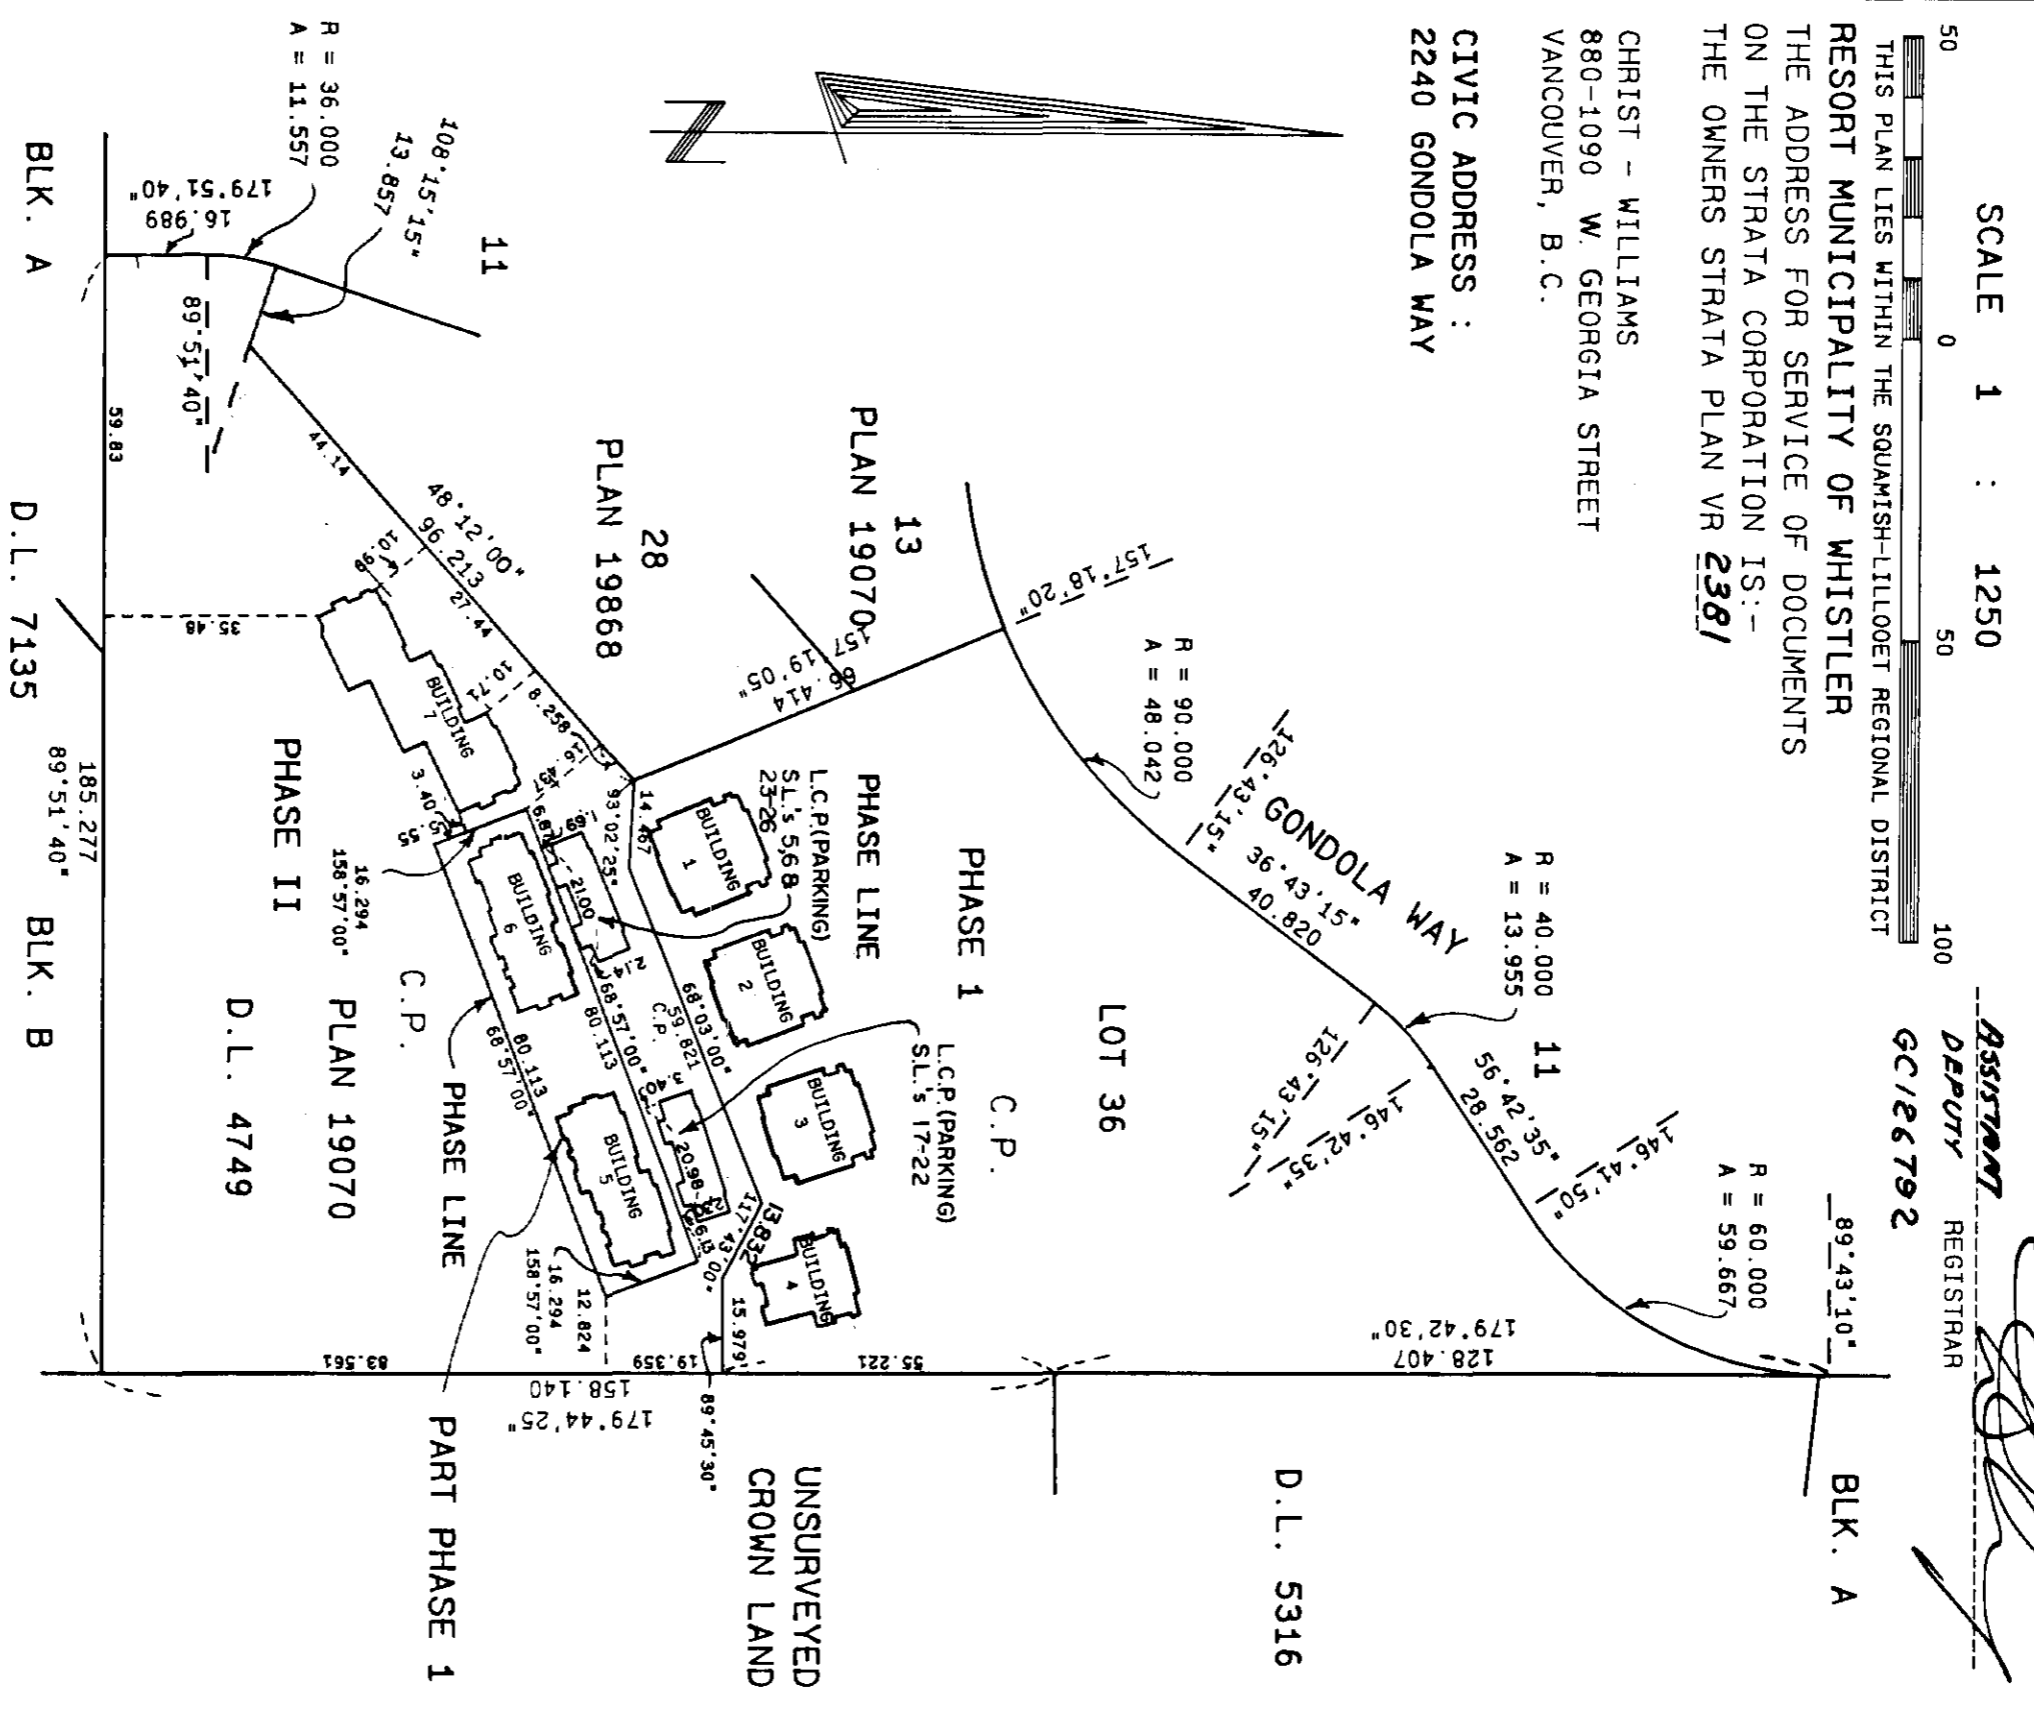 ASSISTANT
DEPUTY REGISTRAR
GC126792
SCALE 1 : 1250
50 0 50 100
THIS PLAN LIES WITHIN THE SQUAMISH-LILLOOET REGIONAL DISTRICT
RESORT MUNICIPALITY OF WHISTLER
THE ADDRESS FOR SERVICE OF DOCUMENTS
ON THE STRATA CORPORATION IS:-
THE OWNERS STRATA PLAN VR 2381
CHRIST - WILLIAMS
880-1090 W. GEORGIA STREET
VANCOUVER, B.C.
CIVIC ADDRESS :
2240 GONDOLA WAY
BLK. A
89°43'10"
R = 60.000
A = 59.667
146°41'50"
56°42'35"
28.562
11
R = 40.000
A = 13.955
146°42'35"
126°43'15"
GONDOLA WAY
36°43'15"
40.820
126°43'15"
R = 90.000
A = 48.042
157°18'20"
179°42'30"
128.407
D.L. 5316
LOT 36
C.P.
PHASE 1
13
PLAN 19070
157°19'05"
66.414
28
PLAN 19868
PHASE LINE
L.C.P.(PARKING)
S.L.'s 5,6,8
23-26
L.C.P.(PARKING)
S.L.'s 17-22
BUILDING
1
BUILDING
2
BUILDING
3
BUILDING
4
BUILDING
5
BUILDING
6
BUILDING
7
14.467
93°02'25"
68°03'00"
59.821
C.P.
68°57'00"
80.113
21.00
2.14
20.98
6.13
13.832
117°43'00"
15.979
89°45'30"
55.221
19.359
83.561
158.140
179°44'25"
UNSURVEYED
CROWN LAND
12.824
16.294
158°57'00"
80.113
68°57'00"
PHASE LINE
PART PHASE 1
C.P.
16.294
158°57'00"
5.55
3.40
8.258
10.71
27.44
48°12'00"
96.213
10.98
44.14
35.48
PHASE II
PLAN 19070
D.L. 4749
11
108°15'15"
13.857
R = 36.000
A = 11.557
16.989
179°51'40"
89°51'40"
59.83
185.277
89°51'40"
BLK. A
D.L. 7135
BLK. B